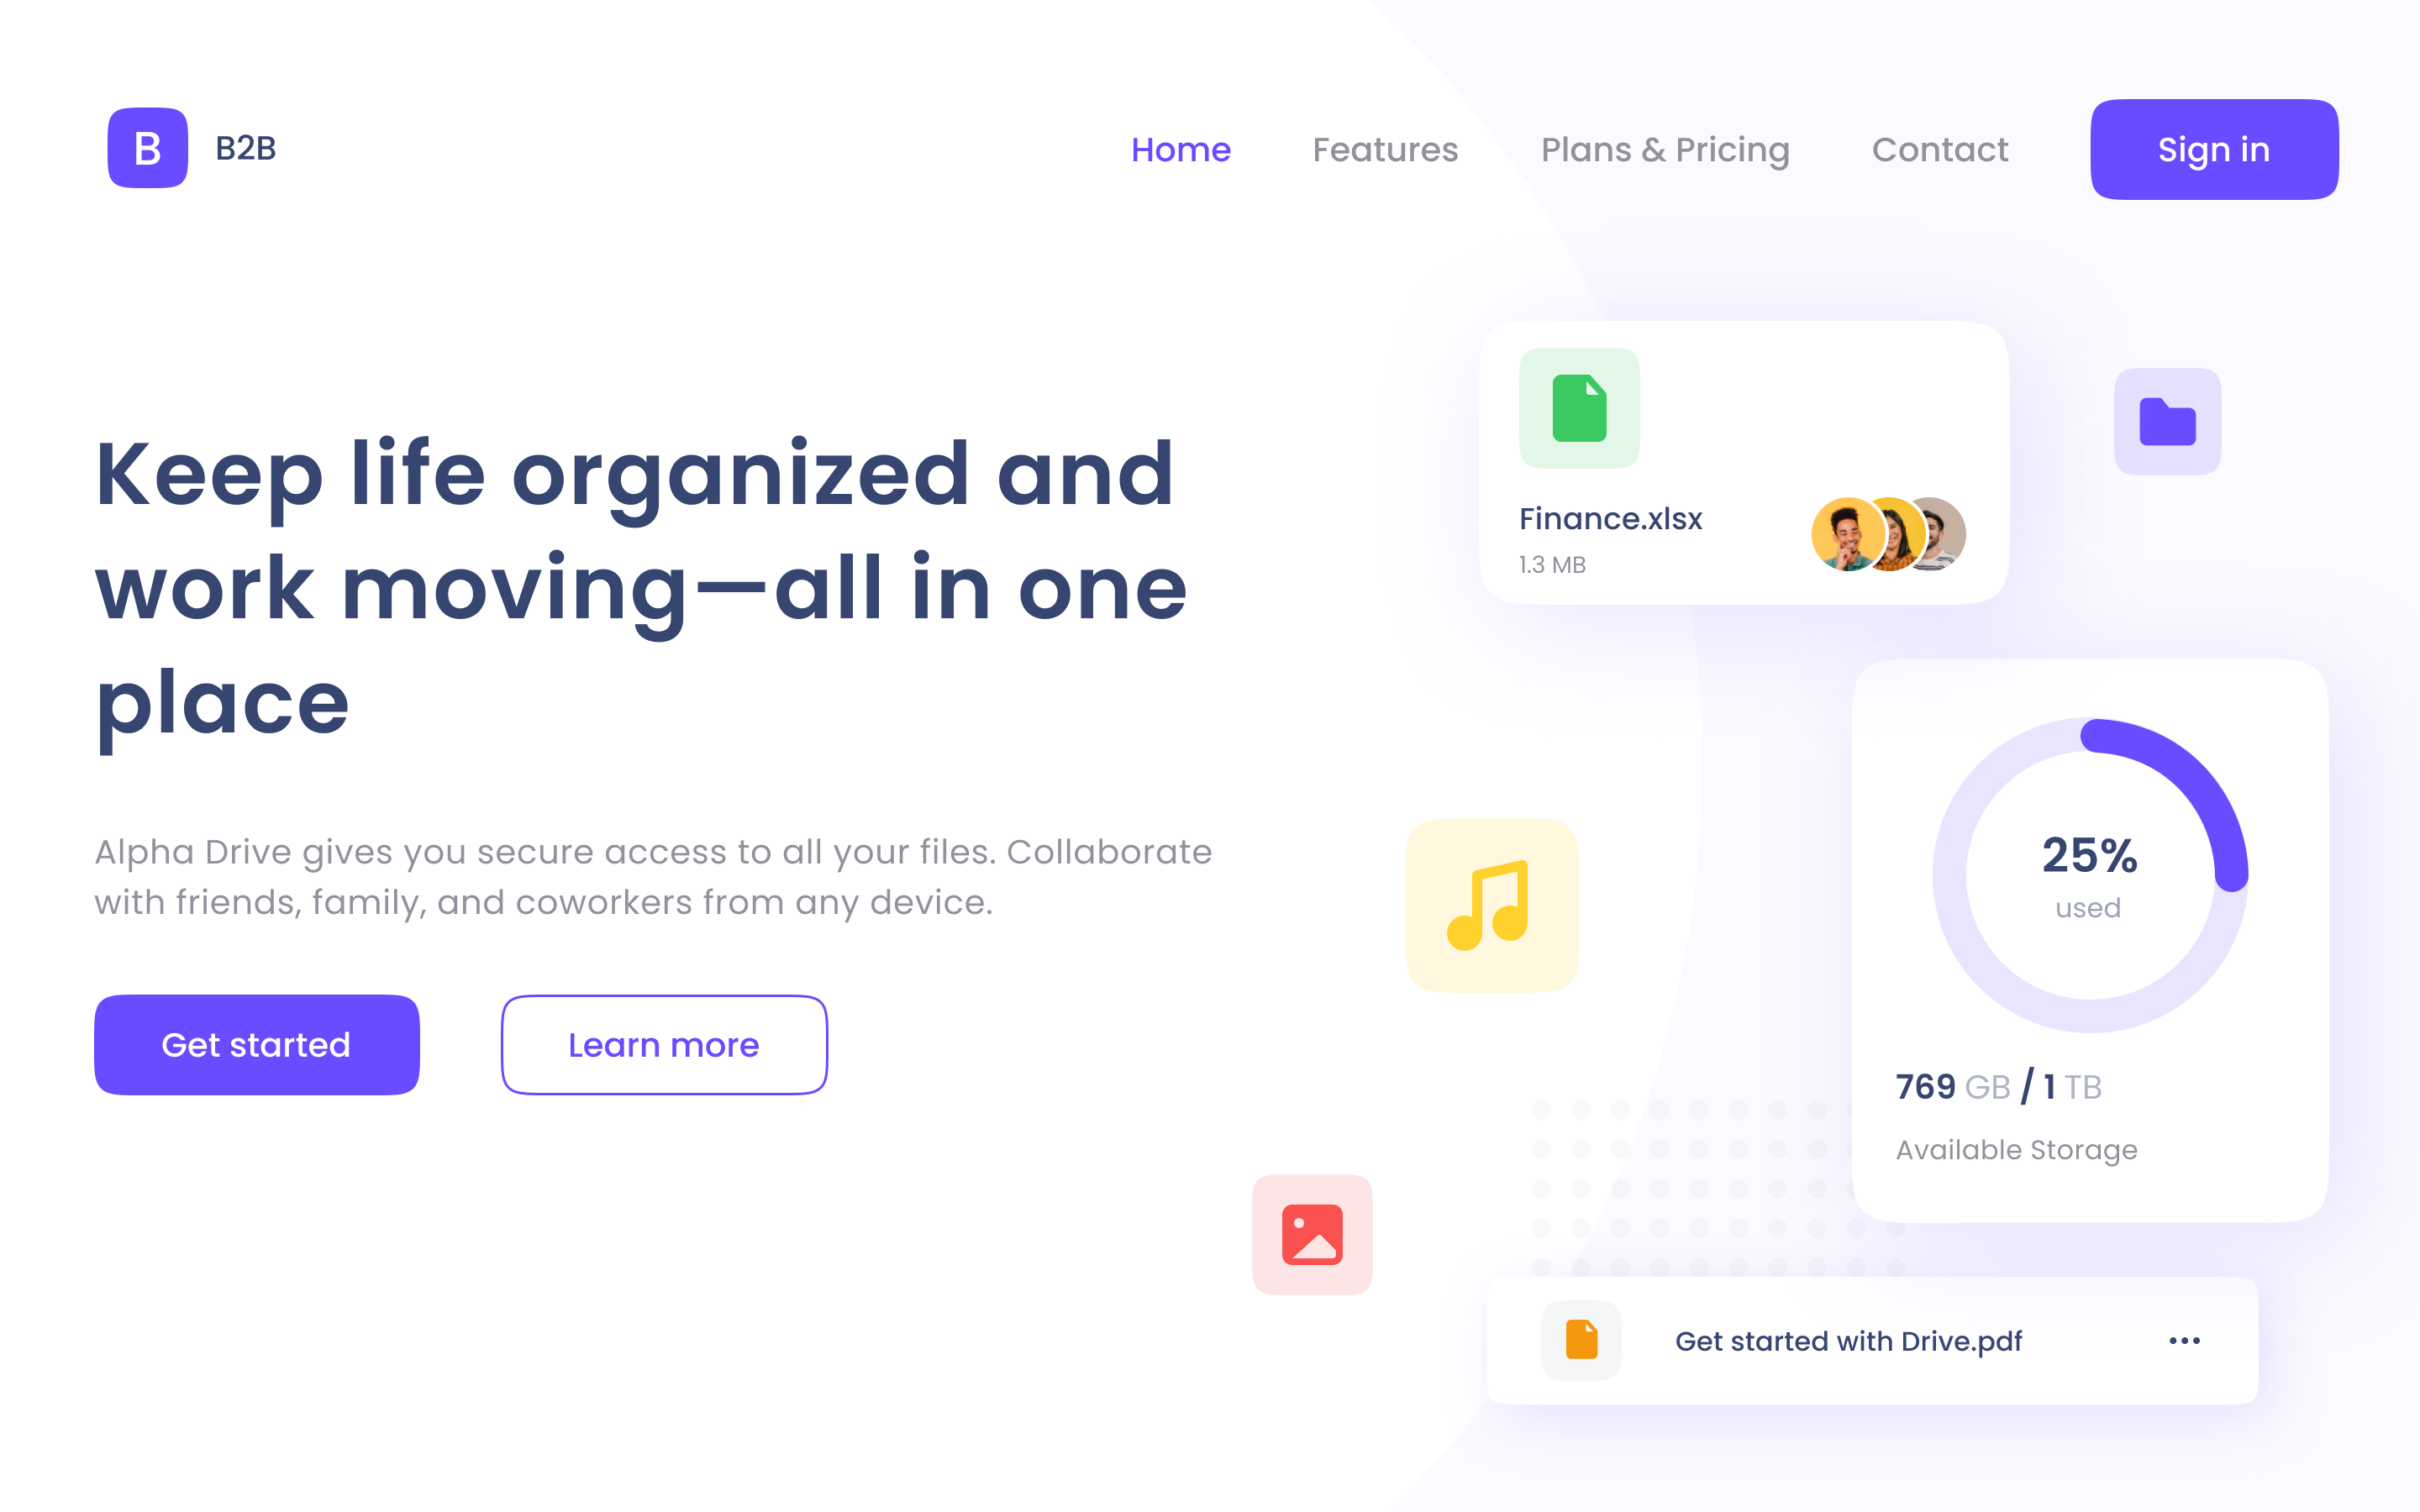 B
B2B
Home
Features
Plans & Pricing
Contact
Sign in
Keep life organized and
work moving—all in one
place
Alpha Drive gives you secure access to all your files. Collaborate
with friends, family, and coworkers from any device.
Get started
Learn more
Finance.xlsx
1.3 MB
25%
used
769 GB / 1 TB
Available Storage
Get started with Drive.pdf